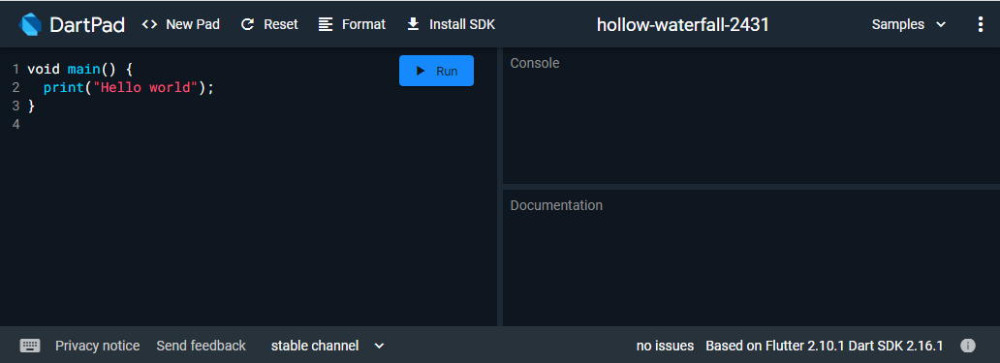 DartPad <> New Pad Reset Format Install SDK hollow-waterfall-2431 Samples
1 void main() {
2   print("Hello world");
3 }
4
Run
Console
Documentation
Privacy notice Send feedback stable channel no issues Based on Flutter 2.10.1 Dart SDK 2.16.1 i